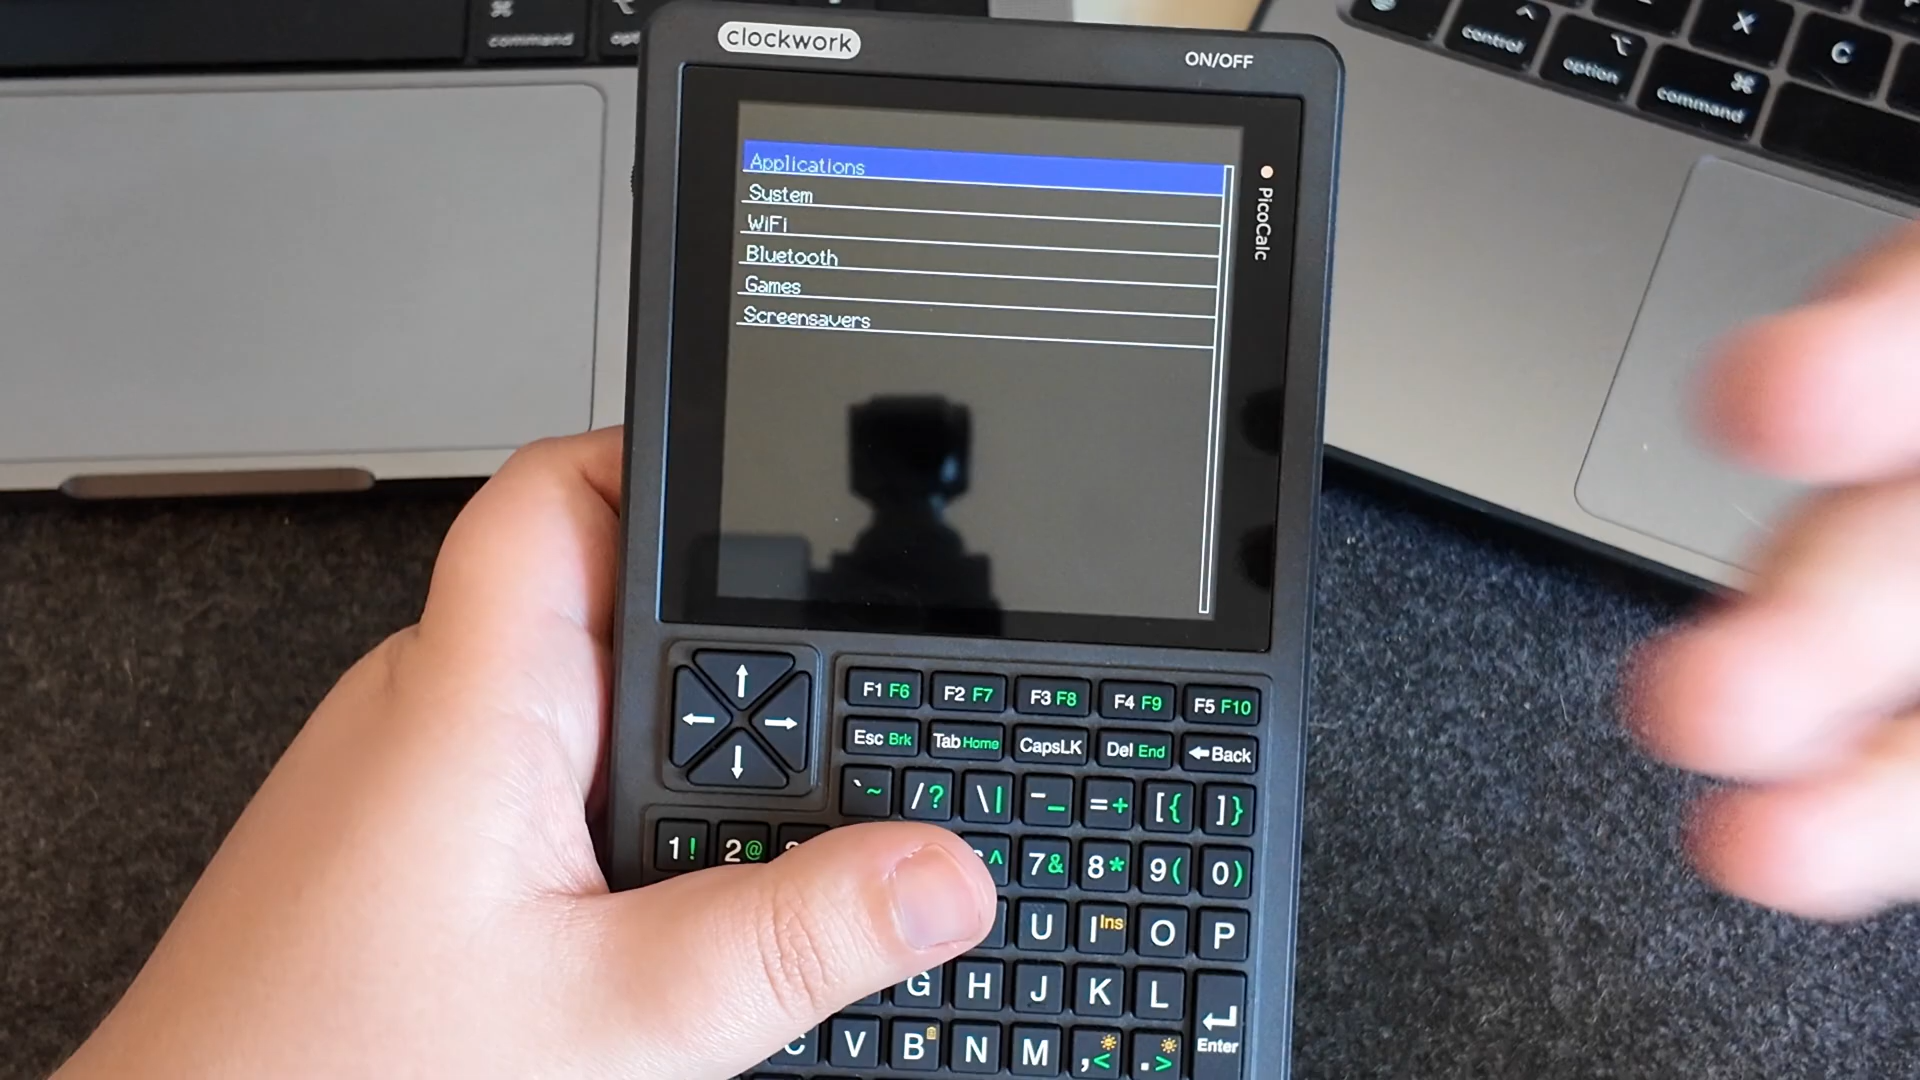 ⌘
command
⌥
clockwork
ON/OFF
control
⌥
option
⌘
command
X
C
PicoCalc
Applications
System
WiFi
Bluetooth
Games
Screensavers
↑
←
→
↓
F1 F6
F2 F7
F3 F8
F4 F9
F5 F10
Esc Brk
Tab Home
CapsLK
Del End
←Back
`~
/?
\|
-_
=+
[{
]}
1!
2@
^
7&
8*
9(
0)
U
I Ins
O
P
G
H
J
K
L
Enter
C
V
B
N
M
,<
.>